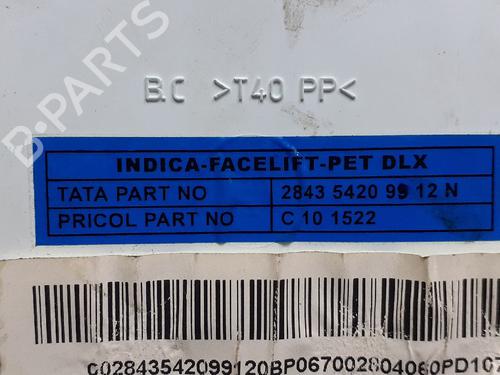 B-PARTS
B.C >T40 PP<
INDICA-FACELIFT-PET DLX
TATA PART NO 2843 5420 99 12 N
PRICOL PART NO C 10 1522
002843542099120BP067002804060PD107